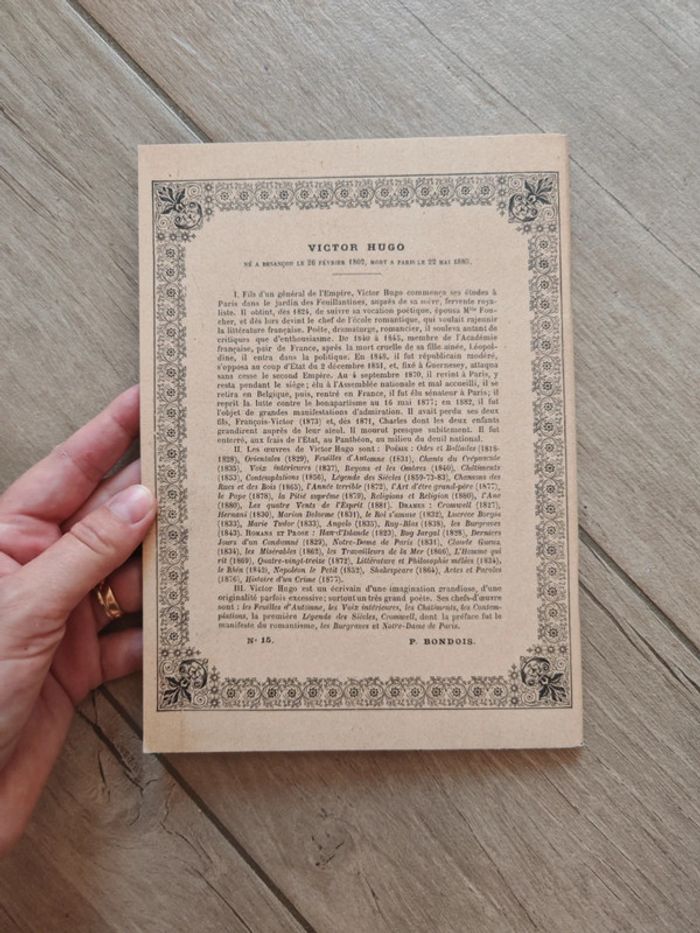 VICTOR HUGO
NÉ A BESANÇON LE 26 FÉVRIER 1802, MORT A PARIS LE 22 MAI 1885.
I. Fils d'un général de l'Empire, Victor Hugo commença ses études à
Paris dans le jardin des Feuillantines, auprès de sa mère, fervente roya-
liste. Il obtint, dès 1824, de suivre sa vocation poétique, épousa Mlle Fou-
cher, et dès lors devint le chef de l'école romantique, qui voulait rajeunir
la littérature française. Poète, dramaturge, romancier, il souleva autant de
critiques que d'enthousiasme. De 1840 à 1845, membre de l'Académie
française, pair de France, après la mort cruelle de sa fille aînée, Léopol-
dine, il entra dans la politique. En 1848, il fut républicain modéré,
s'opposa au coup d'État du 2 décembre 1851, et, fixé à Guernesey, attaqua
sans cesse le second Empire. Au 4 septembre 1870, il revint à Paris, y
resta pendant le siège; élu à l'Assemblée nationale et mal accueilli, il se
retira en Belgique, puis, rentré en France, il fut élu sénateur à Paris; il
reprit la lutte contre le bonapartisme au 16 mai 1877; en 1882, il fut
l'objet de grandes manifestations d'admiration. Il avait perdu ses deux
fils, François-Victor (1873) et, dès 1871, Charles dont les deux enfants
grandirent auprès de leur aïeul. Il mourut presque subitement. Il fut
enterré, aux frais de l'État, au Panthéon, au milieu du deuil national.
II. Les œuvres de Victor Hugo sont : POÉSIE : Odes et Ballades (1818-
1828), Orientales (1829), Feuilles d'Automne (1831), Chants du Crépuscule
(1835), Voix intérieures (1837), Rayons et les Ombres (1840), Châtiments
(1853), Contemplations (1856), Légende des Siècles (1859-73-83), Chansons des
Rues et des Bois (1865), l'Année terrible (1872), l'Art d'être grand-père (1877),
le Pape (1878), la Pitié suprême (1879), Religions et Religion (1880), l'Ane
(1880), Les quatre Vents de l'Esprit (1881). DRAMES : Cromwell (1827),
Hernani (1830), Marion Delorme (1831), le Roi s'amuse (1832), Lucrèce Borgia
(1833), Marie Tudor (1833), Angelo (1835), Ruy-Blas (1838), les Burgraves
(1843). ROMANS ET PROSE : Han-d'Islande (1823), Bug Jargal (1826), Derniers
Jours d'un Condamné (1829), Notre-Dame de Paris (1831), Claude Gueux
(1834), les Misérables (1862), les Travailleurs de la Mer (1866), L'Homme qui
rit (1869), Quatre-vingt-treize (1872), Littérature et Philosophie mêlées (1834),
le Rhin (1842), Napoléon le Petit (1852), Shakespeare (1864), Actes et Paroles
(1876), Histoire d'un Crime (1877).
III. Victor Hugo est un écrivain d'une imagination grandiose, d'une
originalité parfois excessive; surtout un très grand poète. Ses chefs-d'œuvre
sont : les Feuilles d'Automne, les Voix intérieures, les Châtiments, les Contem-
plations, la première Légende des Siècles, Cromwell, dont la préface fut le
manifeste du romantisme, les Burgraves et Notre-Dame de Paris.
No 15. P. BONDOIS.